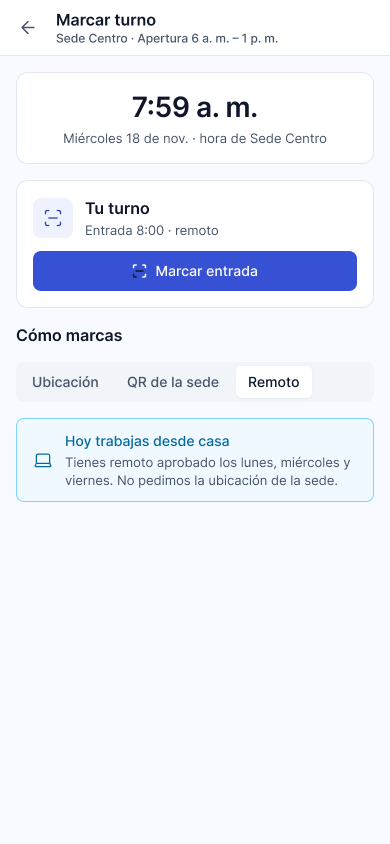 Marcar turno
Sede Centro · Apertura 6 a. m. – 1 p. m.
7:59 a. m.
Miércoles 18 de nov. · hora de Sede Centro
Tu turno
Entrada 8:00 · remoto
Marcar entrada
Cómo marcas
Ubicación QR de la sede Remoto
Hoy trabajas desde casa
Tienes remoto aprobado los lunes, miércoles y
viernes. No pedimos la ubicación de la sede.